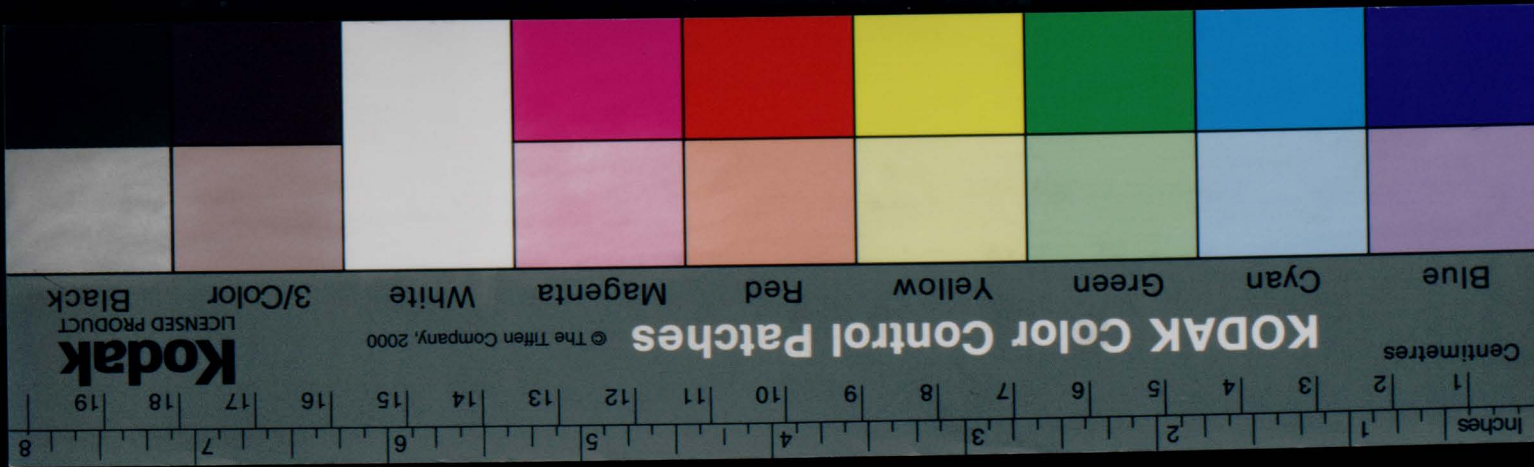 Inches 1 2 3 4 5 6 7 8
Centimetres 1 2 3 4 5 6 7 8 9 10 11 12 13 14 15 16 17 18 19
KODAK Color Control Patches © The Tiffen Company, 2000 Kodak
LICENSED PRODUCT
Blue Cyan Green Yellow Red Magenta White 3/Color Black